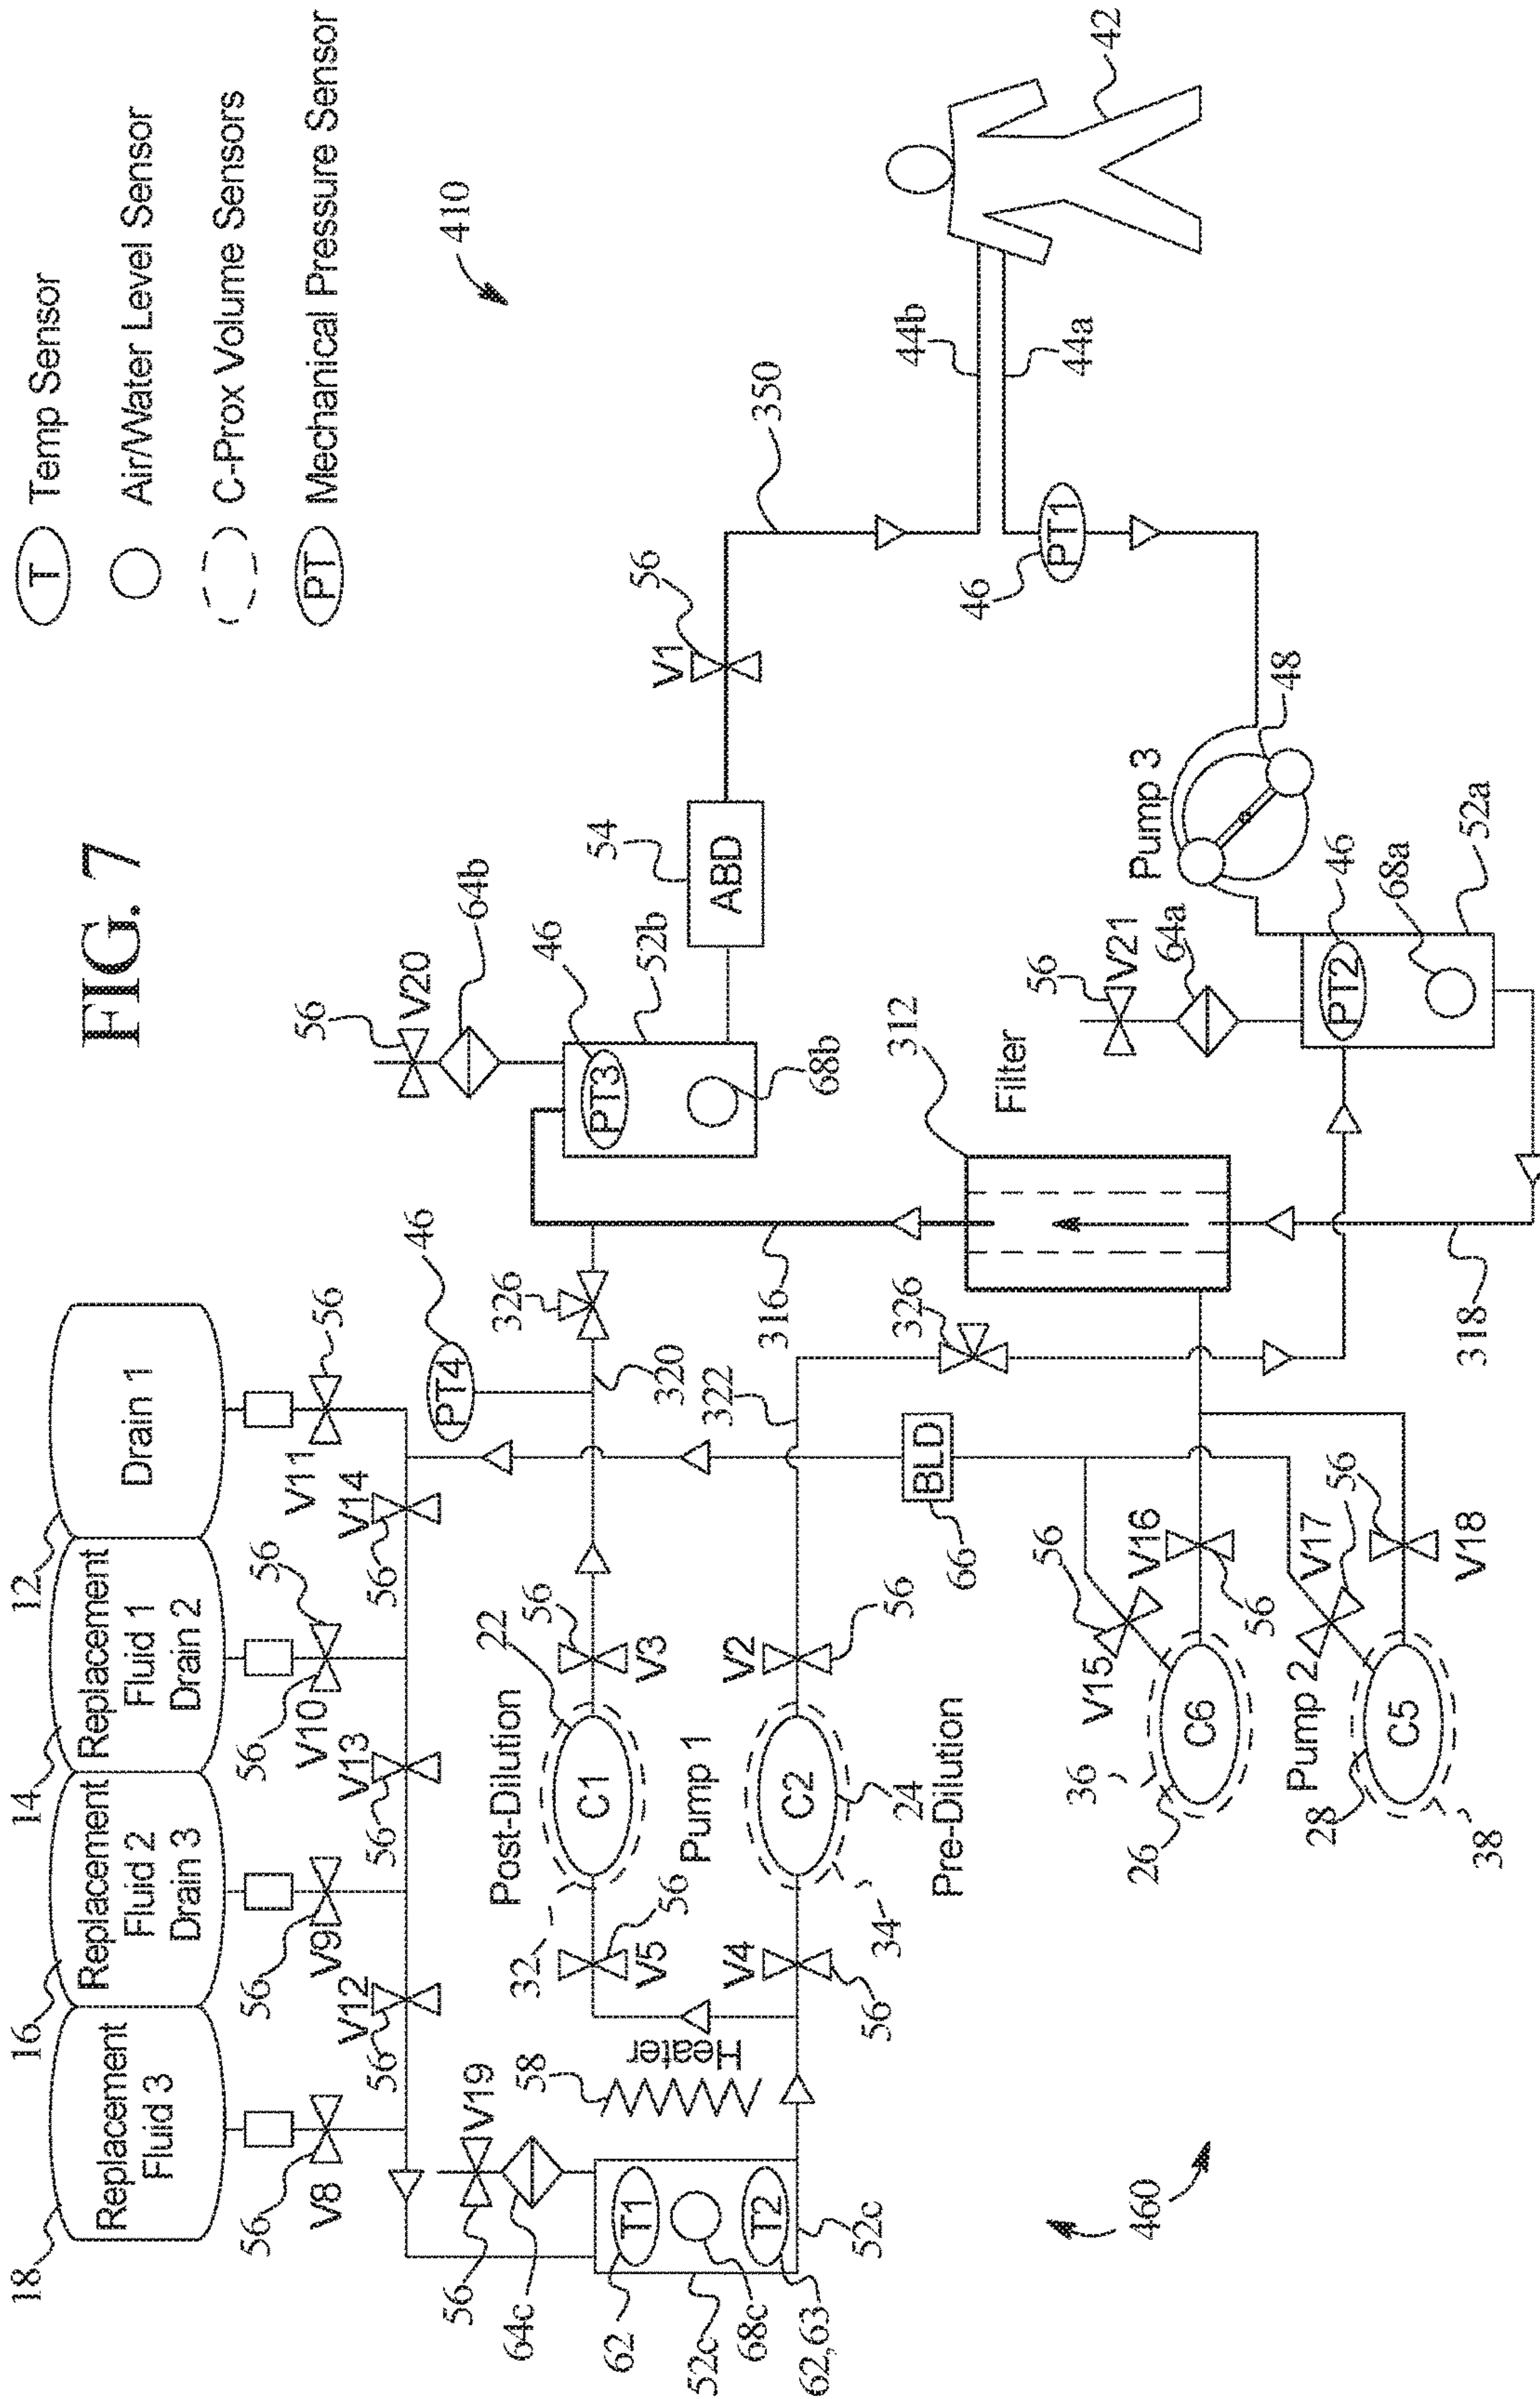 FIG. 7
T Temp Sensor
Air/Water Level Sensor
C-Prox Volume Sensors
PT Mechanical Pressure Sensor
410
18
16
14
12
Replacement
Fluid 3
Replacement
Fluid 2
Drain 3
Replacement
Fluid 1
Drain 2
Drain 1
56
V8
56
V9
56
V10
56
V11
56
56
V12
56
V13
56
V14
56
PT4
46
56
V19
64c
58
Heater
62
T1
68c
T2
62,63
52c
52c
32
V5
56
Post-Dilution
C1
22
56
V3
320
326
Pump 1
V4
56
34
C2
24
Pre-Dilution
V2
56
322
326
316
BLD
66
56
V20
64b
46
PT3
52b
68b
54
ABD
V1
56
350
44b
44a
42
46
PT1
312
Filter
56
V21
64a
Pump 3
48
PT2
46
68a
52a
318
36
26
C6
V15
56
V16
56
Pump 2
28
C5
38
V17
56
V18
460